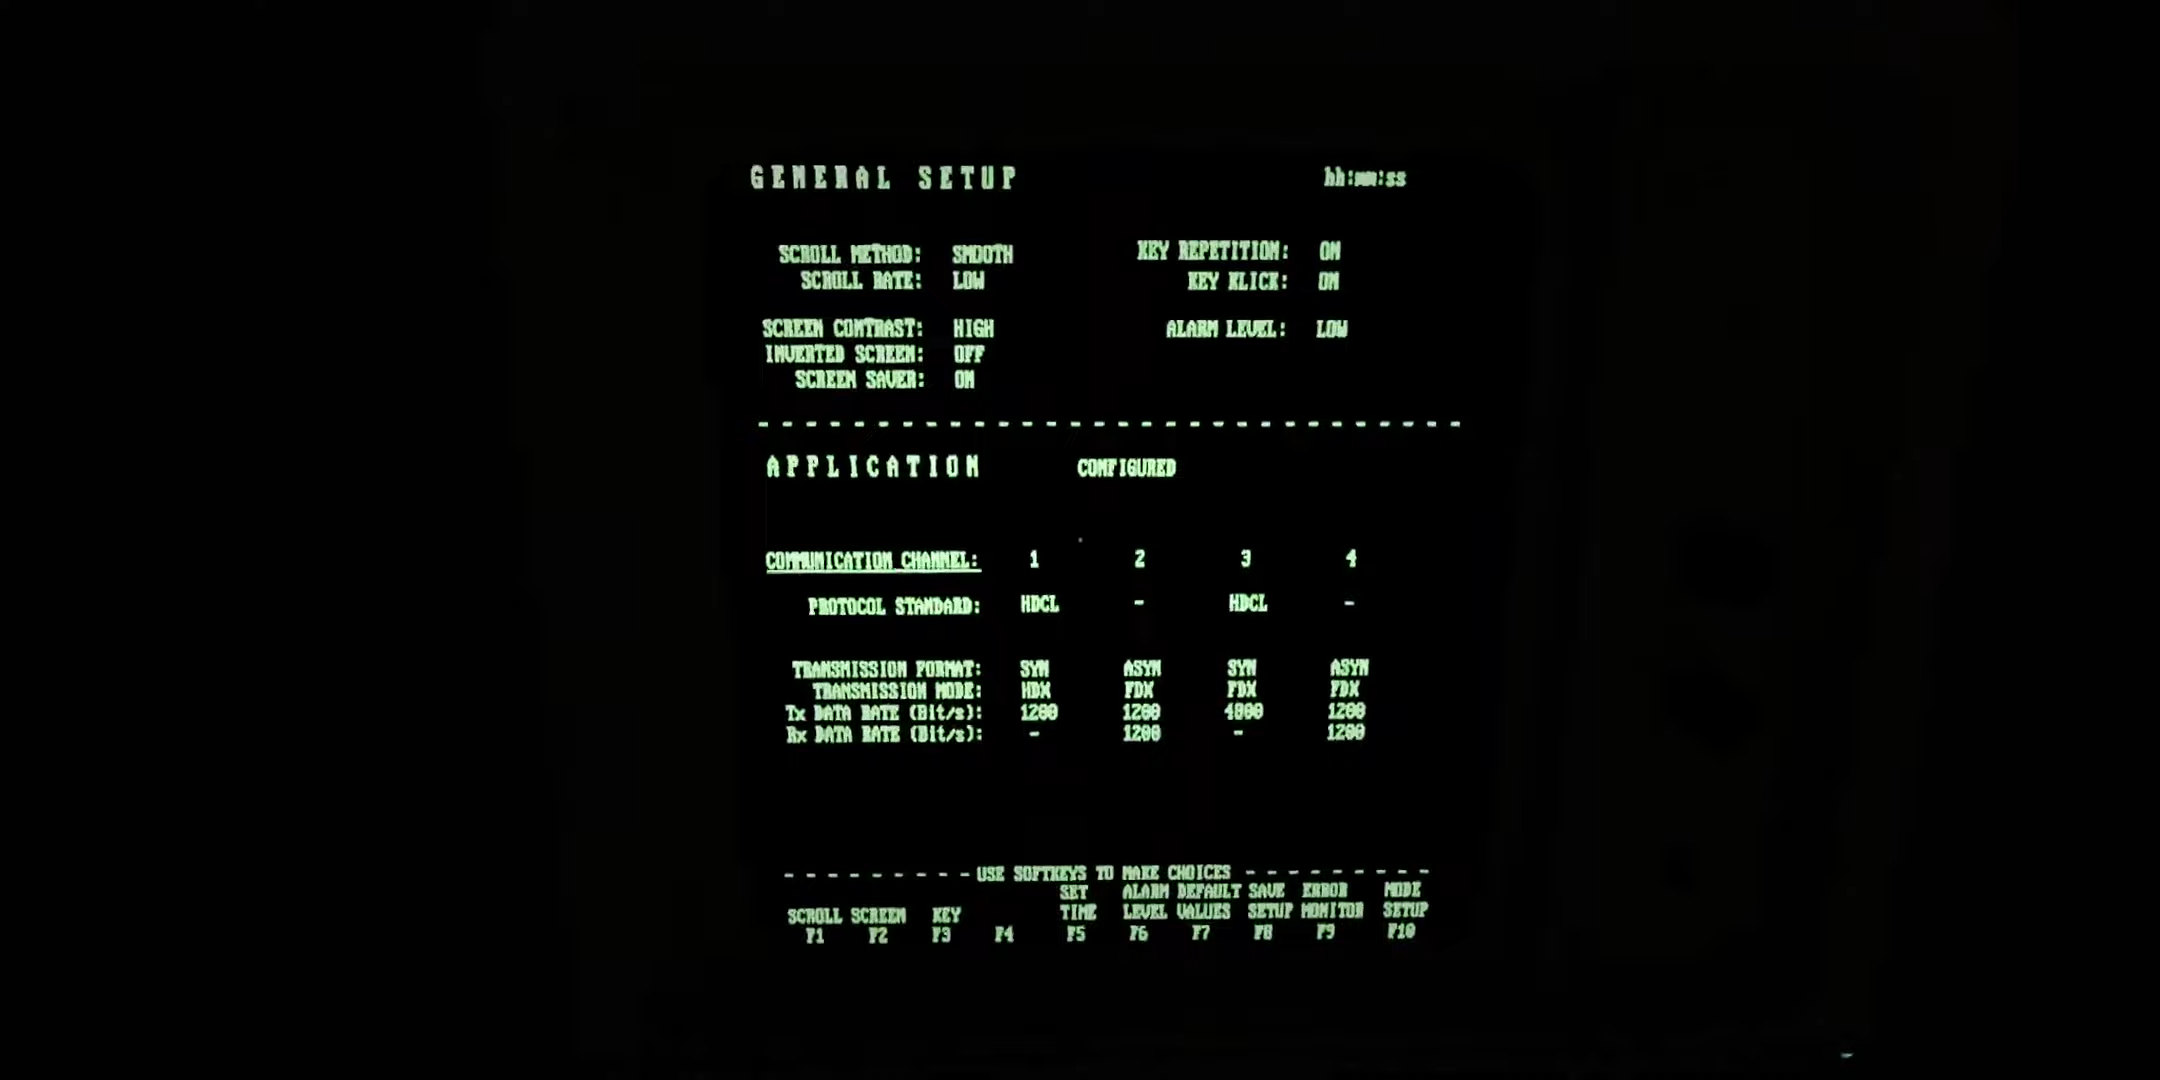 GENERAL SETUP hh:mm:ss
SCROLL METHOD: SMOOTH KEY REPETITION: ON
SCROLL RATE: LOW KEY KLICK: ON
SCREEN CONTRAST: HIGH ALARM LEVEL: LOW
INVERTED SCREEN: OFF
SCREEN SAVER: ON
- - - - - - - - - - - - - - - - - - - - - - - - - - - - - -
APPLICATION CONFIGURED
COMMUNICATION CHANNEL: 1 2 3 4
PROTOCOL STANDARD: HDCL - HDCL -
TRANSMISSION FORMAT: SYN ASYN SYN ASYN
TRANSMISSION MODE: HDX FDX FDX FDX
Tx DATA RATE (Bit/s): 1200 1200 4800 1200
Rx DATA RATE (Bit/s): - 1200 - 1200
- - - - - - - - - USE SOFTKEYS TO MAKE CHOICES - - - - - - - - -
SET ALARM DEFAULT SAVE ERROR MODE
SCROLL SCREEN KEY TIME LEVEL VALUES SETUP MONITOR SETUP
F1 F2 F3 F4 F5 F6 F7 F8 F9 F10